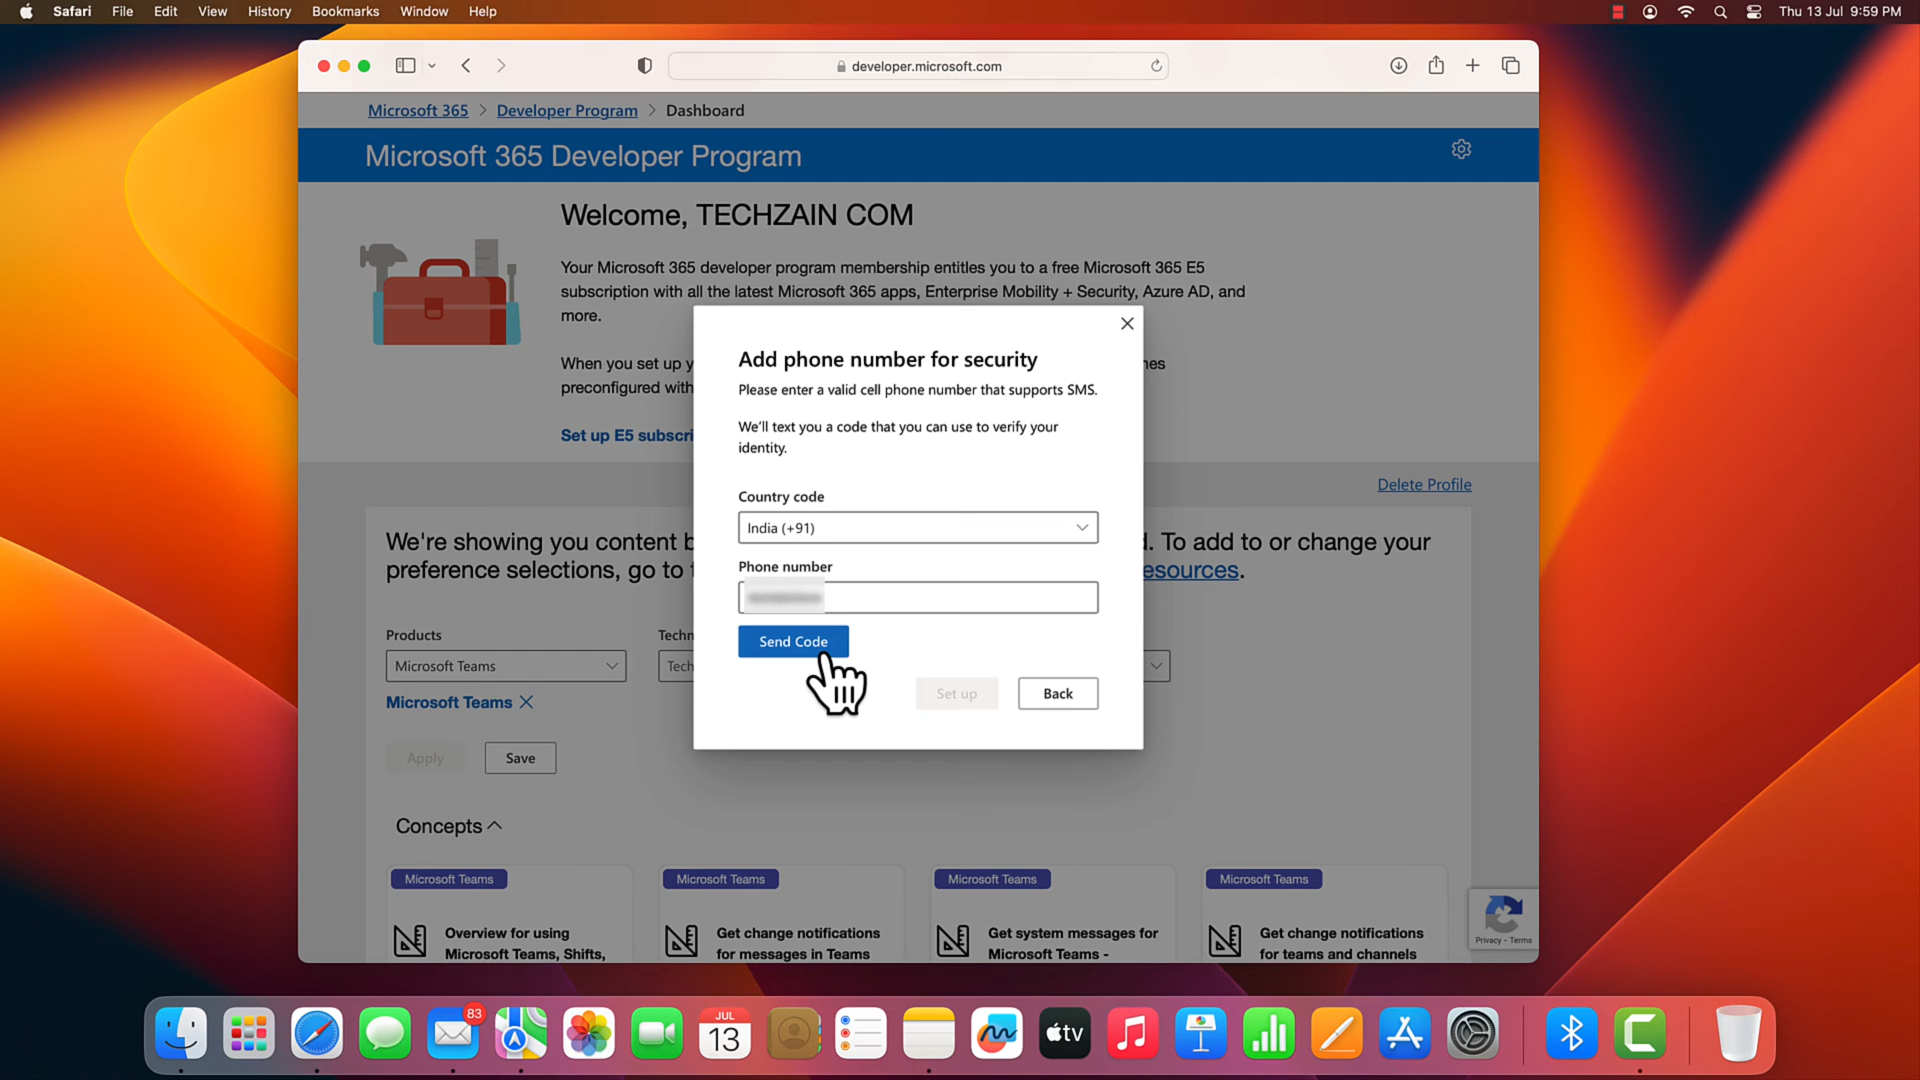 Safari File Edit View History Bookmarks Window Help
Thu 13 Jul 9:59 PM
developer.microsoft.com
Microsoft 365 > Developer Program > Dashboard
Microsoft 365 Developer Program
Welcome, TECHZAIN COM
Your Microsoft 365 developer program membership entitles you to a free Microsoft 365 E5
subscription with all the latest Microsoft 365 apps, Enterprise Mobility + Security, Azure AD, and
more.
When you set up y
preconfigured with
Set up E5 subscri
Add phone number for security
Please enter a valid cell phone number that supports SMS.
We'll text you a code that you can use to verify your
identity.
Country code
India (+91)
Phone number
Send Code
Set up Back
Delete Profile
We're showing you content b d. To add to or change your
preference selections, go to esources.
Products
Microsoft Teams
Microsoft Teams
Techn
Tech
Apply Save
Concepts
Microsoft Teams
Overview for using
Microsoft Teams, Shifts,
Microsoft Teams
Get change notifications
for messages in Teams
Microsoft Teams
Get system messages for
Microsoft Teams -
Microsoft Teams
Get change notifications
for teams and channels
Privacy - Terms
83
JUL
13
tv